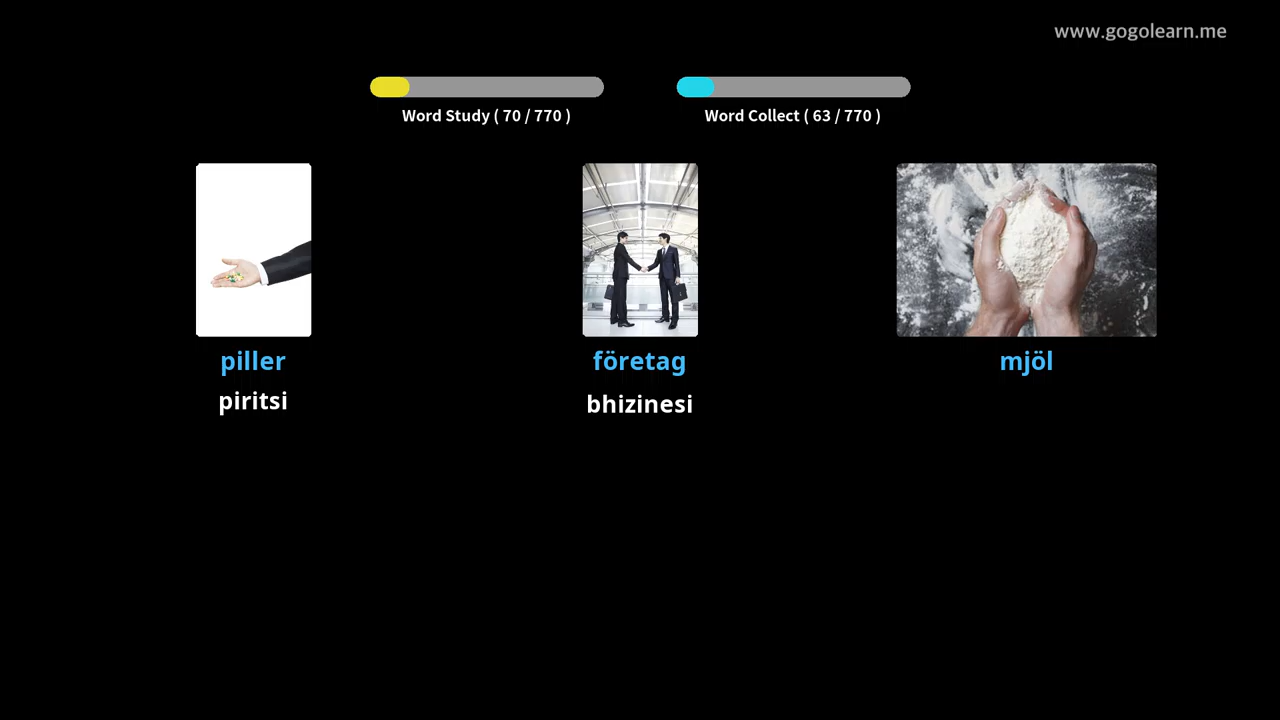 www.gogolearn.me
Word Study ( 70 / 770 )
Word Collect ( 63 / 770 )
piller
piritsi
företag
bhizinesi
mjöl